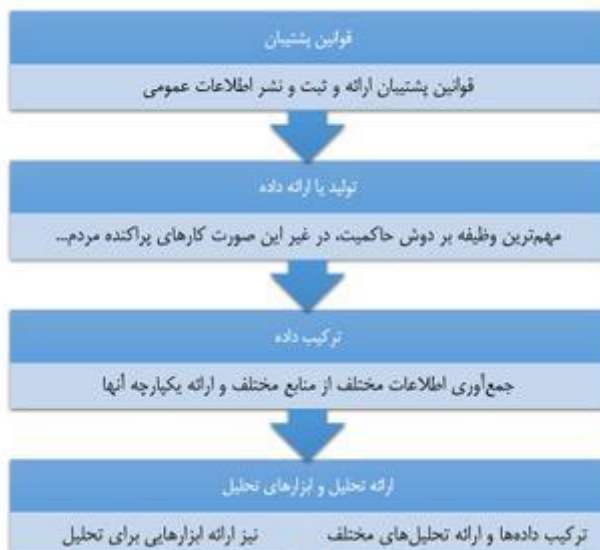 قوانین پشتیبان
قوانین پشتیبان ارائه و ثبت و نشر اطلاعات عمومی
تولید یا ارائه داده
مهم‌ترین وظیفه بر دوش حاکمیت، در غیر این صورت کارهای پراکنده مردم...
ترکیب داده
جمع‌آوری اطلاعات مختلف از منابع مختلف و ارائه یکپارچه آنها
ارائه تحلیل و ابزارهای تحلیل
ترکیب داده‌ها و ارائه تحلیل‌های مختلف
نیز ارائه ابزارهایی برای تحلیل